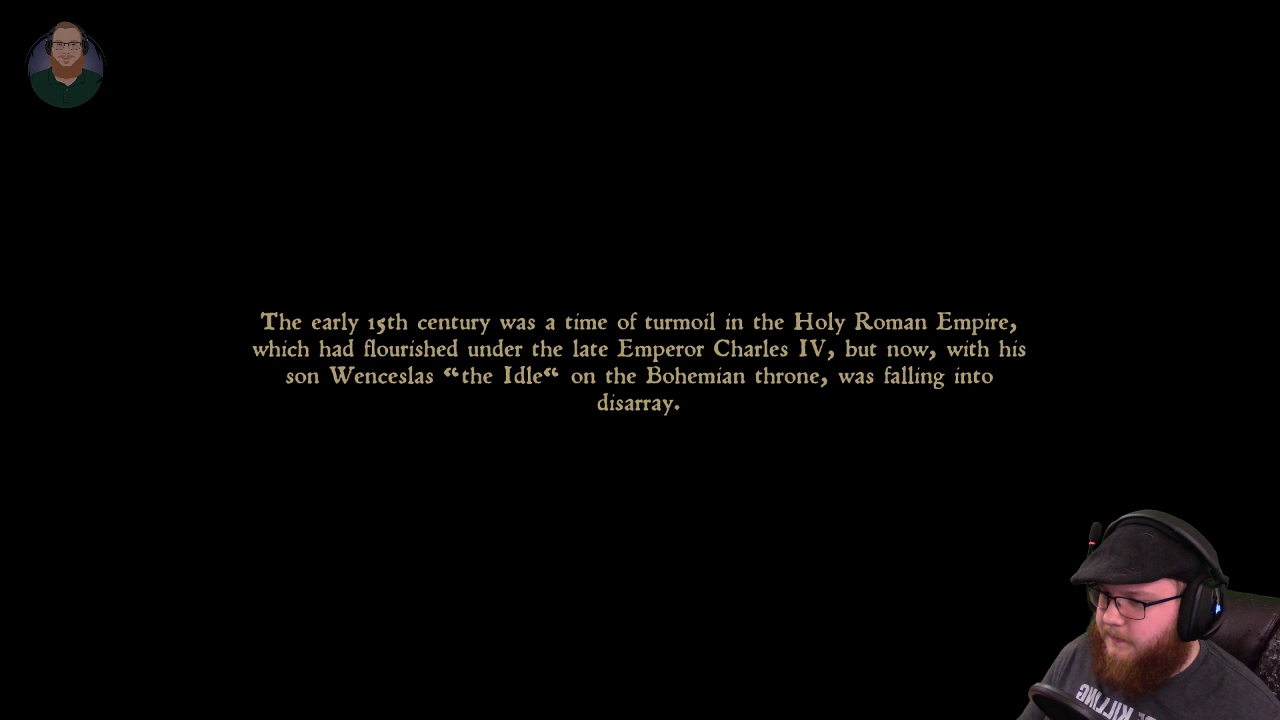 The early 15th century was a time of turmoil in the Holy Roman Empire,
which had flourished under the late Emperor Charles IV, but now, with his
son Wenceslas “the Idle“ on the Bohemian throne, was falling into
disarray.
KILLING